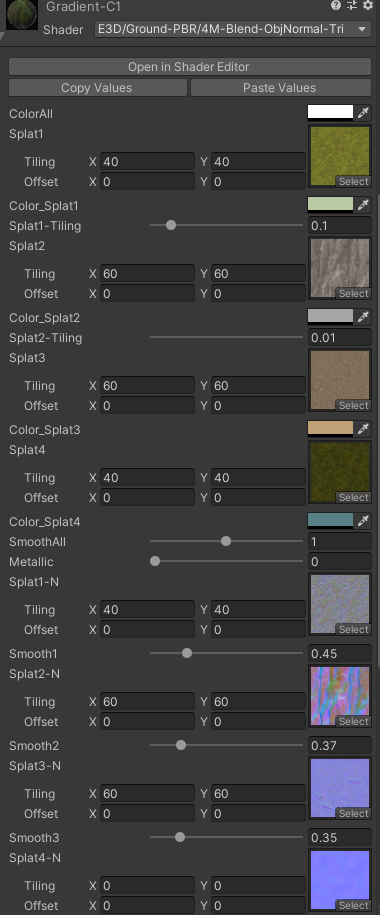 Gradient-C1
Shader E3D/Ground-PBR/4M-Blend-ObjNormal-Tri
Open in Shader Editor
Copy Values Paste Values
ColorAll
Splat1
Tiling X 40 Y 40
Offset X 0 Y 0
Select
Color_Splat1
Splat1-Tiling 0.1
Splat2
Tiling X 60 Y 60
Offset X 0 Y 0
Select
Color_Splat2
Splat2-Tiling 0.01
Splat3
Tiling X 60 Y 60
Offset X 0 Y 0
Select
Color_Splat3
Splat4
Tiling X 40 Y 40
Offset X 0 Y 0
Select
Color_Splat4
SmoothAll 1
Metallic 0
Splat1-N
Tiling X 40 Y 40
Offset X 0 Y 0
Select
Smooth1 0.45
Splat2-N
Tiling X 60 Y 60
Offset X 0 Y 0
Select
Smooth2 0.37
Splat3-N
Tiling X 60 Y 60
Offset X 0 Y 0
Select
Smooth3 0.35
Splat4-N
Tiling X 0 Y 0
Offset X 0 Y 0
Select